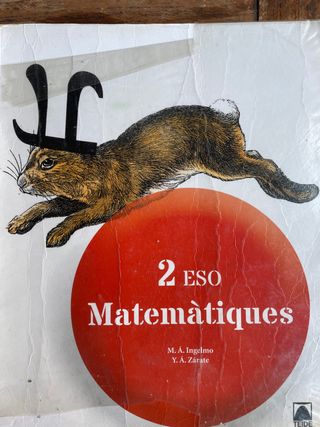 2 ESO
Matemàtiques
M. Á. Ingelmo
Y. Á. Zárate
TEIDE